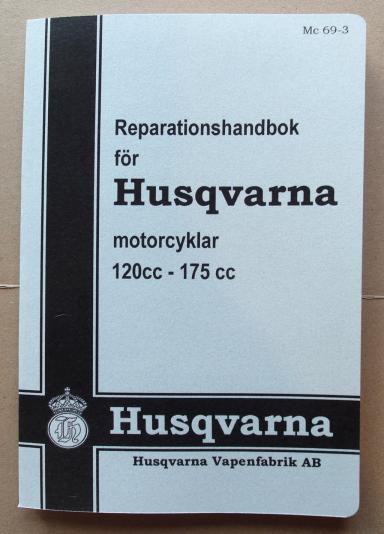 Mc 69-3
Reparationshandbok
för
Husqvarna
motorcyklar
120cc - 175 cc
Husqvarna
Husqvarna Vapenfabrik AB